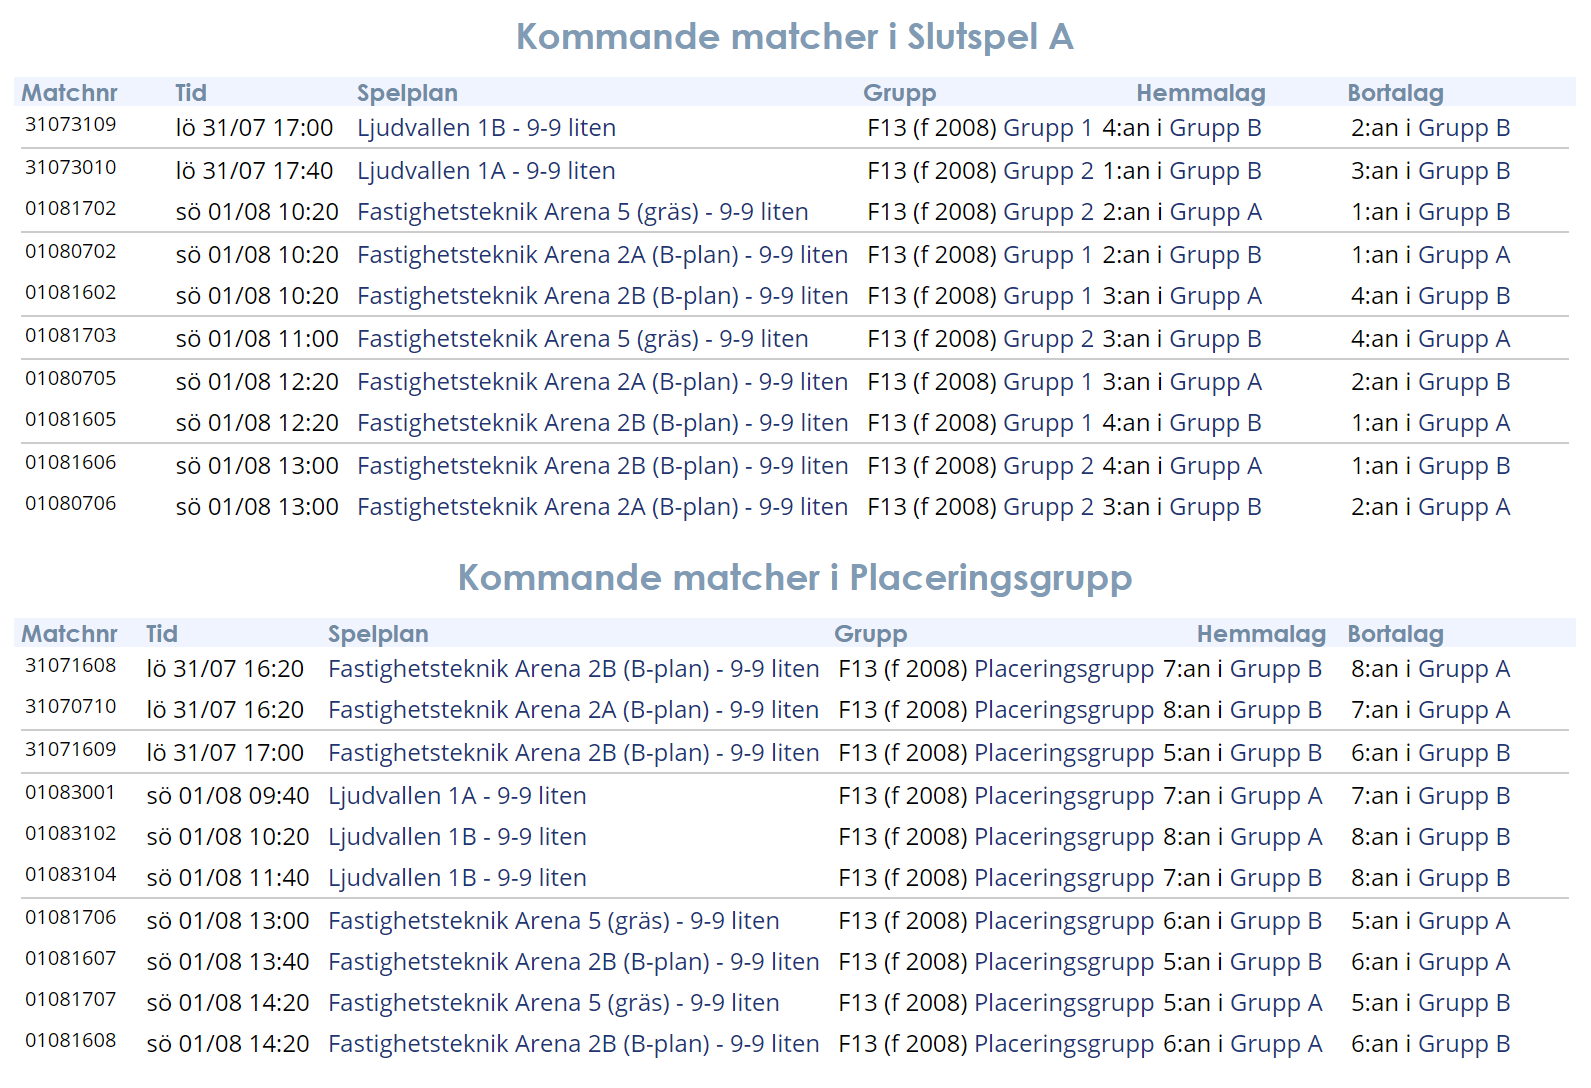 Kommande matcher i Slutspel A
Matchnr Tid Spelplan Grupp Hemmalag Bortalag
31073109 lö 31/07 17:00 Ljudvallen 1B - 9-9 liten F13 (f 2008) Grupp 1 4:an i Grupp B 2:an i Grupp B
31073010 lö 31/07 17:40 Ljudvallen 1A - 9-9 liten F13 (f 2008) Grupp 2 1:an i Grupp B 3:an i Grupp B
01081702 sö 01/08 10:20 Fastighetsteknik Arena 5 (gräs) - 9-9 liten F13 (f 2008) Grupp 2 2:an i Grupp A 1:an i Grupp B
01080702 sö 01/08 10:20 Fastighetsteknik Arena 2A (B-plan) - 9-9 liten F13 (f 2008) Grupp 1 2:an i Grupp B 1:an i Grupp A
01081602 sö 01/08 10:20 Fastighetsteknik Arena 2B (B-plan) - 9-9 liten F13 (f 2008) Grupp 1 3:an i Grupp A 4:an i Grupp B
01081703 sö 01/08 11:00 Fastighetsteknik Arena 5 (gräs) - 9-9 liten F13 (f 2008) Grupp 2 3:an i Grupp B 4:an i Grupp A
01080705 sö 01/08 12:20 Fastighetsteknik Arena 2A (B-plan) - 9-9 liten F13 (f 2008) Grupp 1 3:an i Grupp A 2:an i Grupp B
01081605 sö 01/08 12:20 Fastighetsteknik Arena 2B (B-plan) - 9-9 liten F13 (f 2008) Grupp 1 4:an i Grupp B 1:an i Grupp A
01081606 sö 01/08 13:00 Fastighetsteknik Arena 2B (B-plan) - 9-9 liten F13 (f 2008) Grupp 2 4:an i Grupp A 1:an i Grupp B
01080706 sö 01/08 13:00 Fastighetsteknik Arena 2A (B-plan) - 9-9 liten F13 (f 2008) Grupp 2 3:an i Grupp B 2:an i Grupp A
Kommande matcher i Placeringsgrupp
Matchnr Tid Spelplan Grupp Hemmalag Bortalag
31071608 lö 31/07 16:20 Fastighetsteknik Arena 2B (B-plan) - 9-9 liten F13 (f 2008) Placeringsgrupp 7:an i Grupp B 8:an i Grupp A
31070710 lö 31/07 16:20 Fastighetsteknik Arena 2A (B-plan) - 9-9 liten F13 (f 2008) Placeringsgrupp 8:an i Grupp B 7:an i Grupp A
31071609 lö 31/07 17:00 Fastighetsteknik Arena 2B (B-plan) - 9-9 liten F13 (f 2008) Placeringsgrupp 5:an i Grupp B 6:an i Grupp B
01083001 sö 01/08 09:40 Ljudvallen 1A - 9-9 liten F13 (f 2008) Placeringsgrupp 7:an i Grupp A 7:an i Grupp B
01083102 sö 01/08 10:20 Ljudvallen 1B - 9-9 liten F13 (f 2008) Placeringsgrupp 8:an i Grupp A 8:an i Grupp B
01083104 sö 01/08 11:40 Ljudvallen 1B - 9-9 liten F13 (f 2008) Placeringsgrupp 7:an i Grupp B 8:an i Grupp B
01081706 sö 01/08 13:00 Fastighetsteknik Arena 5 (gräs) - 9-9 liten F13 (f 2008) Placeringsgrupp 6:an i Grupp B 5:an i Grupp A
01081607 sö 01/08 13:40 Fastighetsteknik Arena 2B (B-plan) - 9-9 liten F13 (f 2008) Placeringsgrupp 5:an i Grupp B 6:an i Grupp A
01081707 sö 01/08 14:20 Fastighetsteknik Arena 5 (gräs) - 9-9 liten F13 (f 2008) Placeringsgrupp 5:an i Grupp A 5:an i Grupp B
01081608 sö 01/08 14:20 Fastighetsteknik Arena 2B (B-plan) - 9-9 liten F13 (f 2008) Placeringsgrupp 6:an i Grupp A 6:an i Grupp B